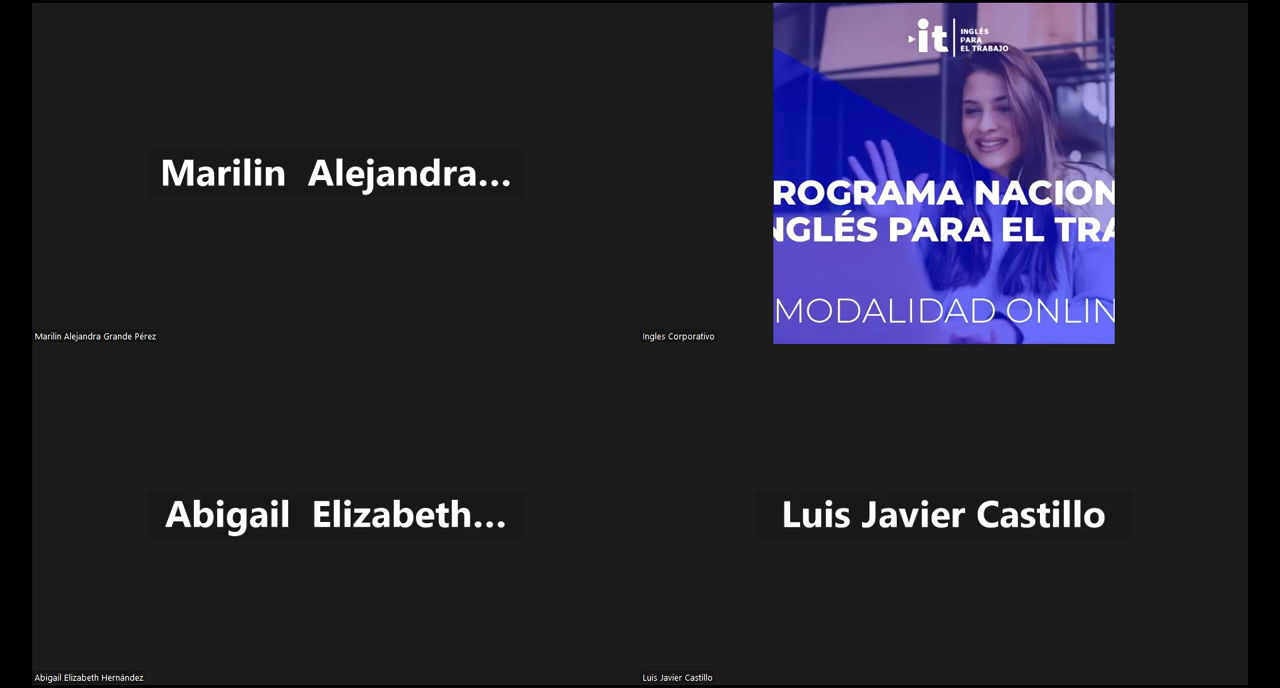 Marilin Alejandra...
Marilin Alejandra Grande Pérez
it
INGLÉS
PARA
EL TRABAJO
ROGRAMA NACION
NGLÉS PARA EL TRA
MODALIDAD ONLIN
Ingles Corporativo
Abigail Elizabeth...
Abigail Elizabeth Hernández
Luis Javier Castillo
Luis Javier Castillo